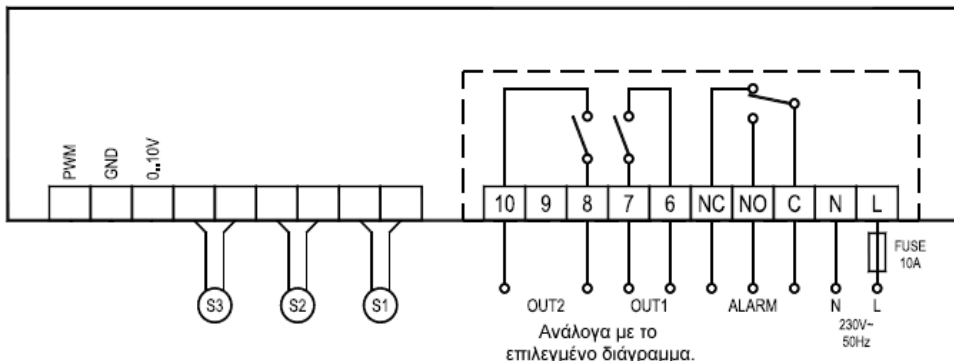 PWM
GND
0..10V
10 9 8 7 6 NC NO C N L
FUSE
10A
S3 S2 S1
OUT2 OUT1 ALARM N L
230V~
50Hz
Ανάλογα με το
επιλεγμένο διάγραμμα.